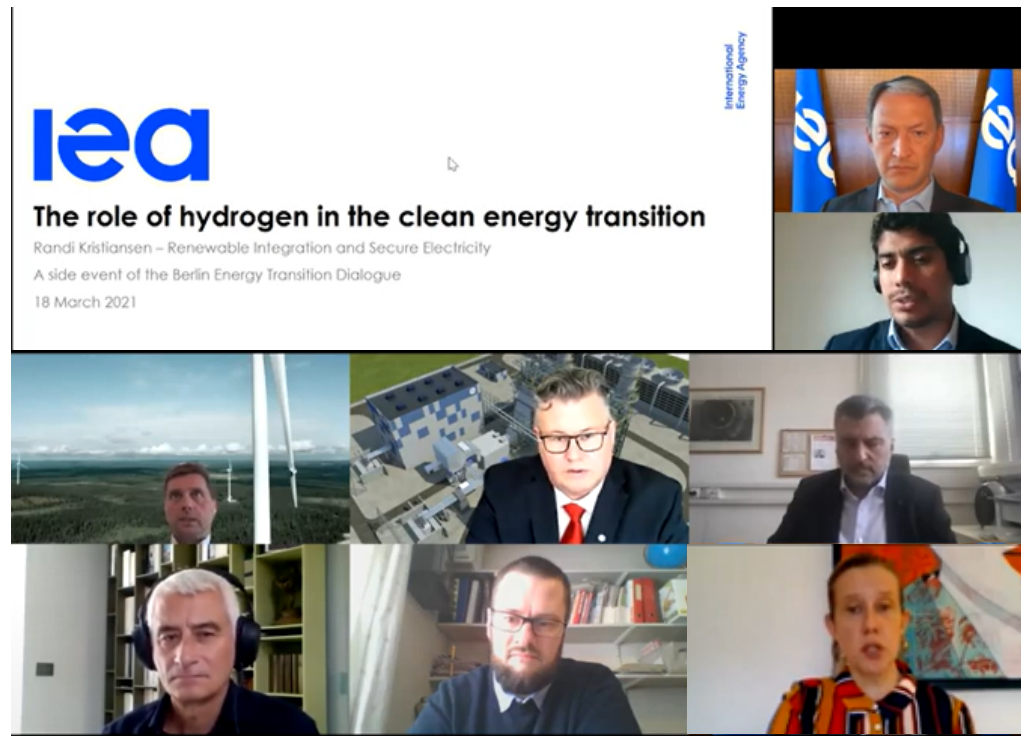 iea
International
Energy Agency
The role of hydrogen in the clean energy transition
Randi Kristiansen – Renewable Integration and Secure Electricity
A side event of the Berlin Energy Transition Dialogue
18 March 2021